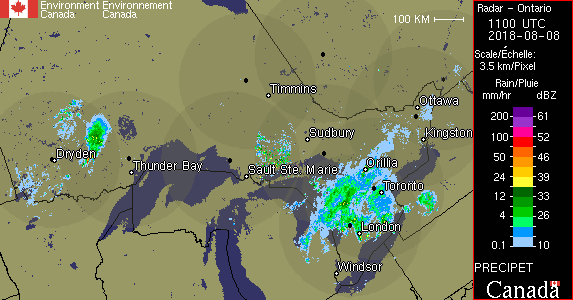 Environment Environnement
Canada Canada
100 KM
Timmins
Ottawa
Sudbury
Kingston
Dryden
Thunder Bay
Orillia
Sault Ste. Marie
Toronto
London
Windsor
Radar – Ontario
1100 UTC
2018-08-08
Scale/Échelle:
3.5 km/Pixel
Rain/Pluie
mm/hr dBZ
200 61
100 52
50 46
24 39
12 33
4 26
0.1 10
PRECIPET
Canada